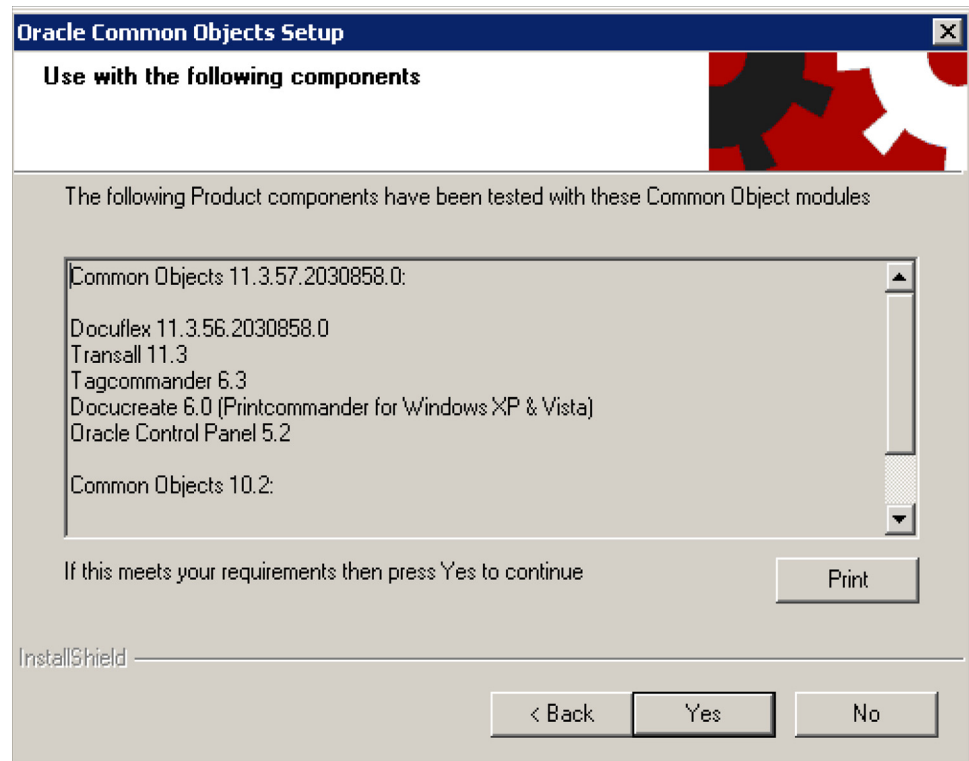 Oracle Common Objects Setup
Use with the following components
The following Product components have been tested with these Common Object modules
Common Objects 11.3.57.2030858.0:
Docuflex 11.3.56.2030858.0
Transall 11.3
Tagcommander 6.3
Docucreate 6.0 (Printcommander for Windows XP & Vista)
Oracle Control Panel 5.2
Common Objects 10.2:
If this meets your requirements then press Yes to continue
Print
InstallShield
< Back
Yes
No